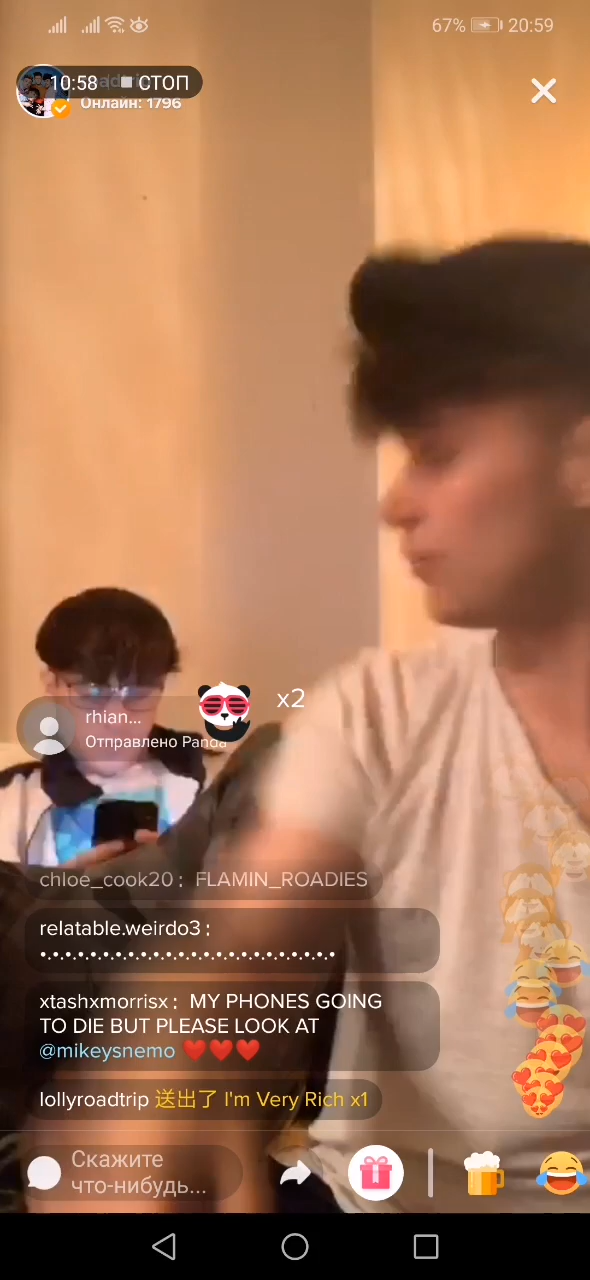 67% 20:59
10:58 СТОП
Онлайн: 1796
x2
rhian...
Отправлено Panda
chloe_cook20 : FLAMIN_ROADIES
relatable.weirdo3 :
xtashxmorrisx : MY PHONES GOING
TO DIE BUT PLEASE LOOK AT
@mikeysnemo ❤️❤️❤️
lollyroadtrip 送出了 I'm Very Rich x1
Скажите
что-нибудь...